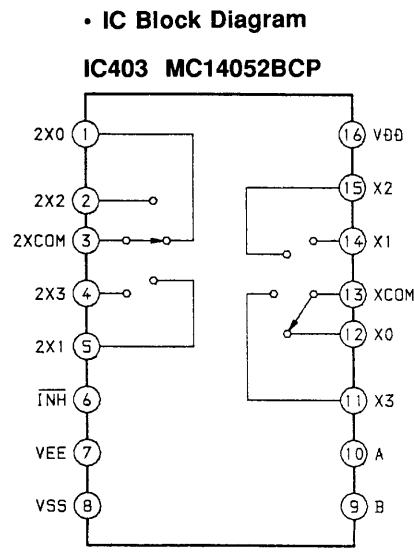 • IC Block Diagram
IC403 MC14052BCP
2X0 1
2X2 2
2XCOM 3
2X3 4
2X1 5
INH 6
VEE 7
VSS 8
16 VDD
15 X2
14 X1
13 XCOM
12 X0
11 X3
10 A
9 B